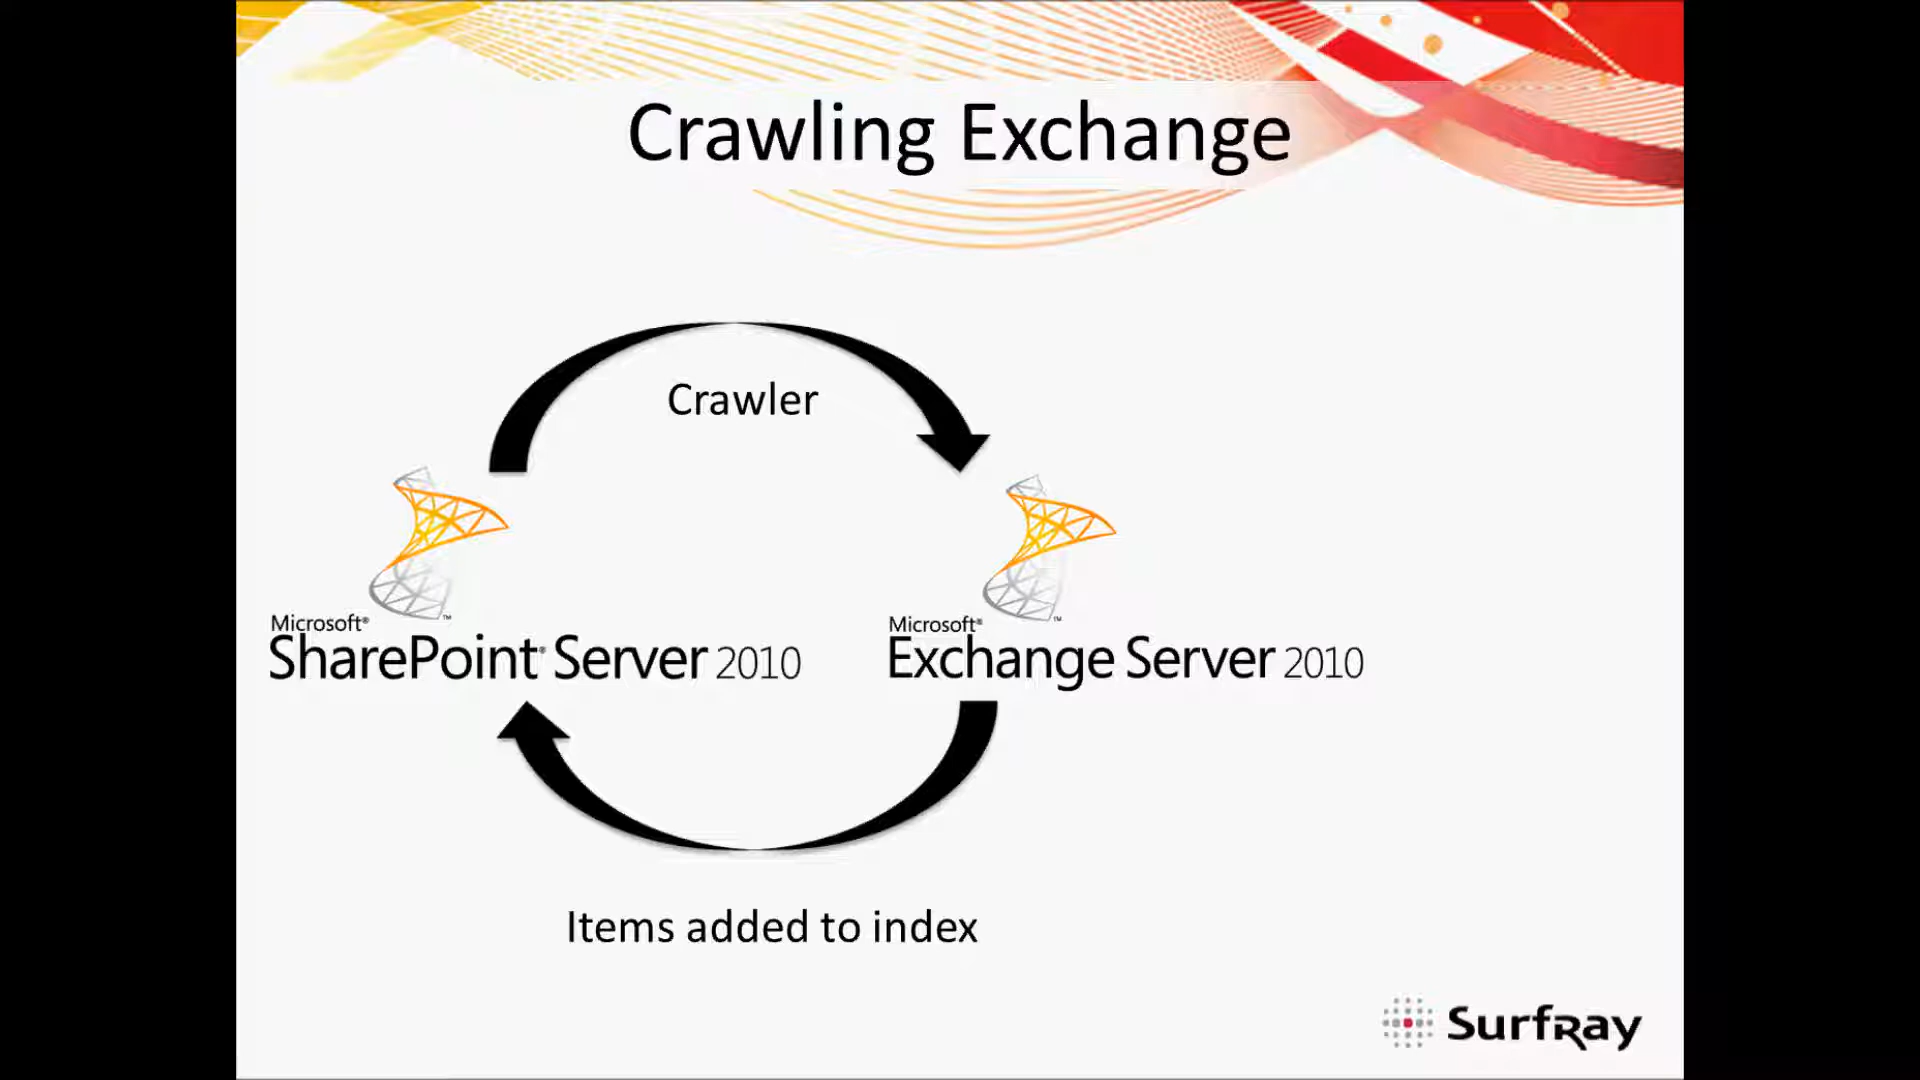 Crawling Exchange
Crawler
Microsoft®
SharePoint® Server 2010
Microsoft®
Exchange Server 2010
Items added to index
SurfRay